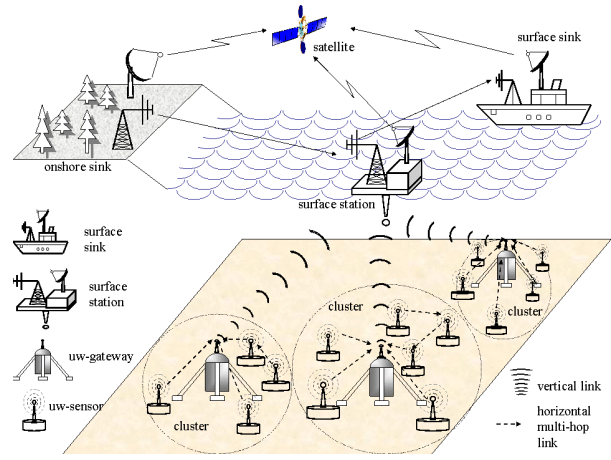 surface sink
satellite
onshore sink
surface station
surface
sink
surface
station
uw-gateway
uw-sensor
cluster
cluster
cluster
vertical link
horizontal
multi-hop
link